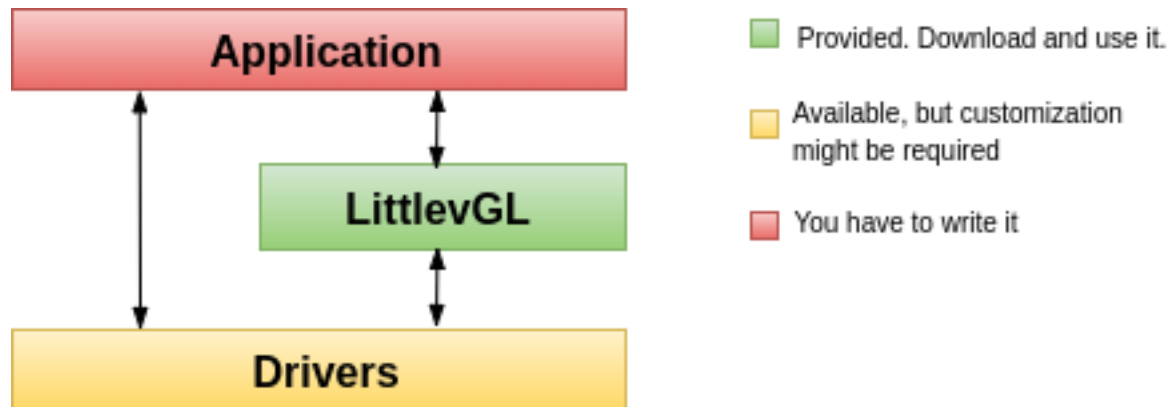 Application
LittlevGL
Drivers
Provided. Download and use it.
Available, but customization
might be required
You have to write it